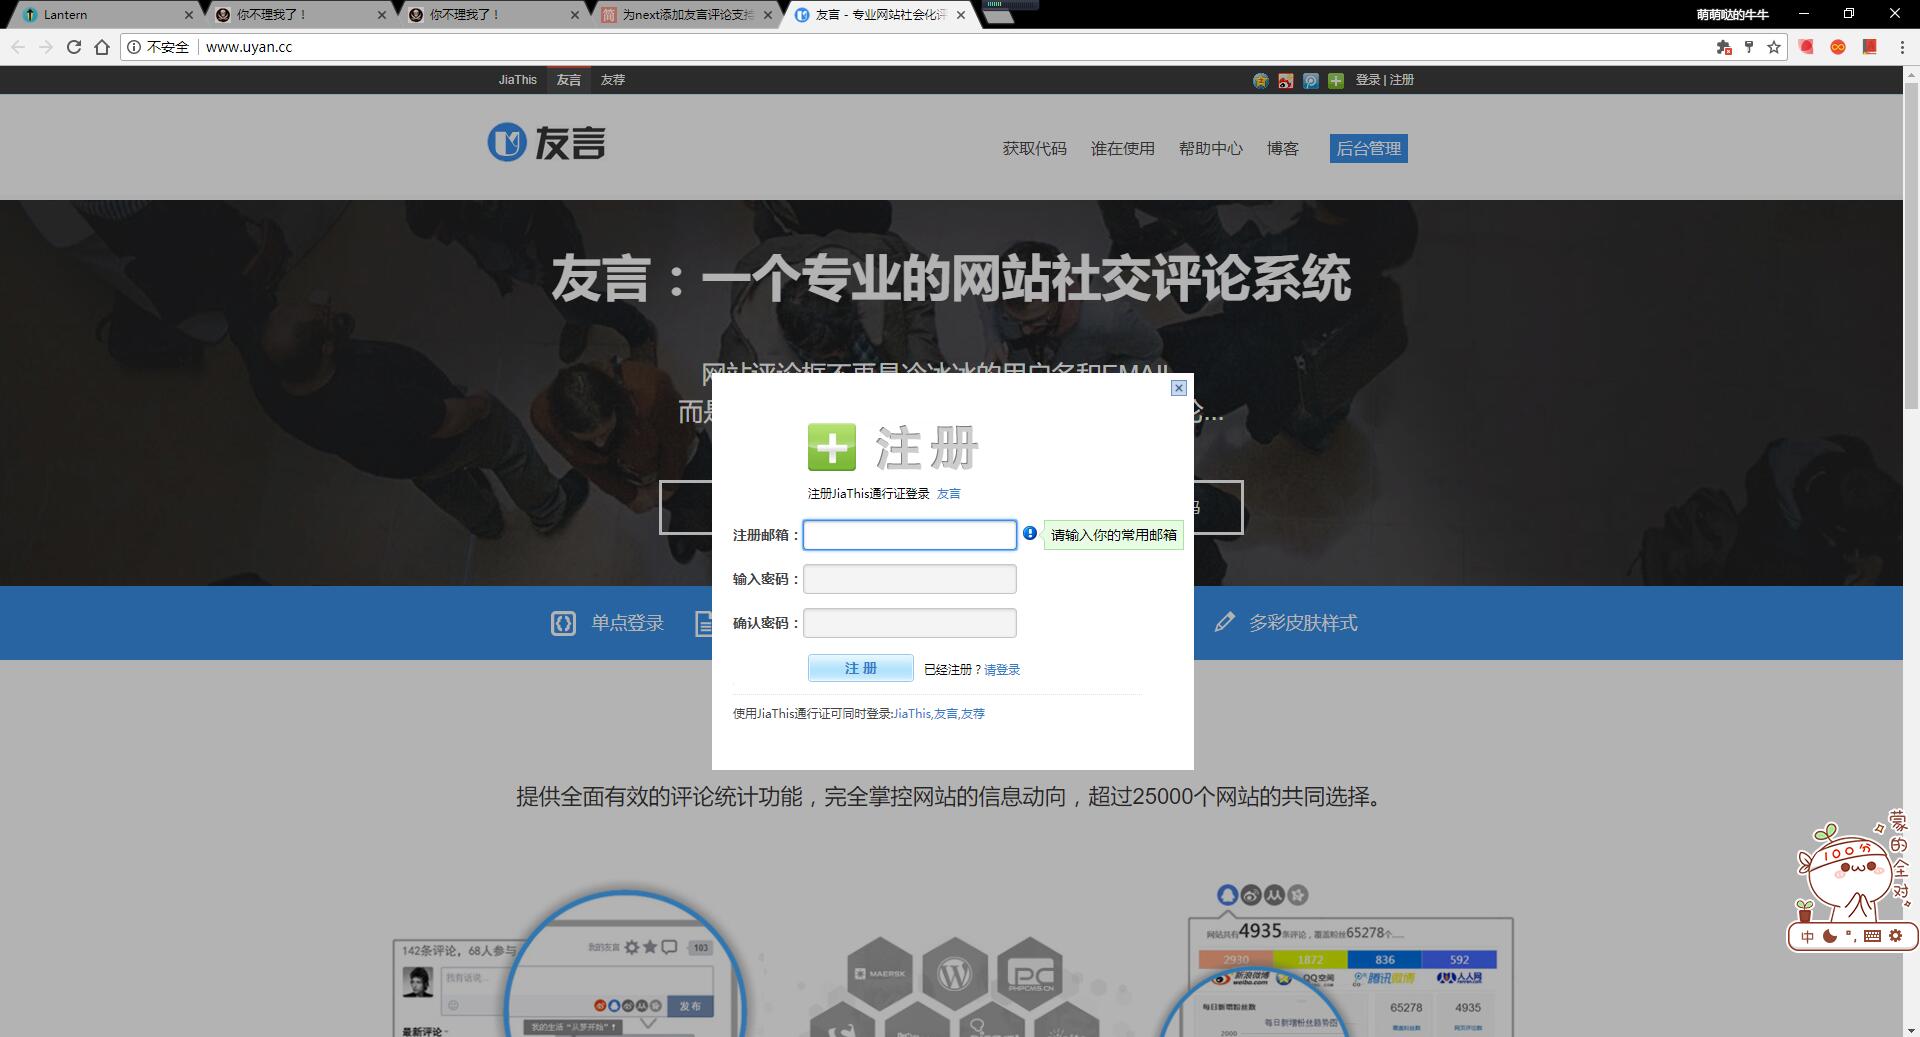 Lantern
你不理我了！
你不理我了！
为next添加友言评论支持
友言 - 专业网站社会化评
萌萌哒的牛牛
不安全 www.uyan.cc
JiaThis 友言 友荐
登录 | 注册
友言
获取代码 谁在使用 帮助中心 博客 后台管理
友言：一个专业的网站社交评论系统
网站评论框不再是冷冰冰的用户名和EMAIL
而是
论...
码
注册
注册JiaThis通行证登录 友言
注册邮箱：
请输入你的常用邮箱
输入密码：
确认密码：
注 册 已经注册？请登录
使用JiaThis通行证可同时登录:JiaThis,友言,友荐
单点登录
多彩皮肤样式
提供全面有效的评论统计功能，完全掌控网站的信息动向，超过25000个网站的共同选择。
142条评论，68人参与
我的友言 103
我有话说...
发布
我的生活“从梦开始”！
最新评论
MAERSK
PHPCMS.CN
网站共有4935条评论，覆盖粉丝65278个......
2930 1872 836 592
新浪微博 weibo.com QQ空间 腾讯微博 人人网
每日新增粉丝数
每日新增粉丝趋势图
2000
65278 4935
100分
蒙的全对
中